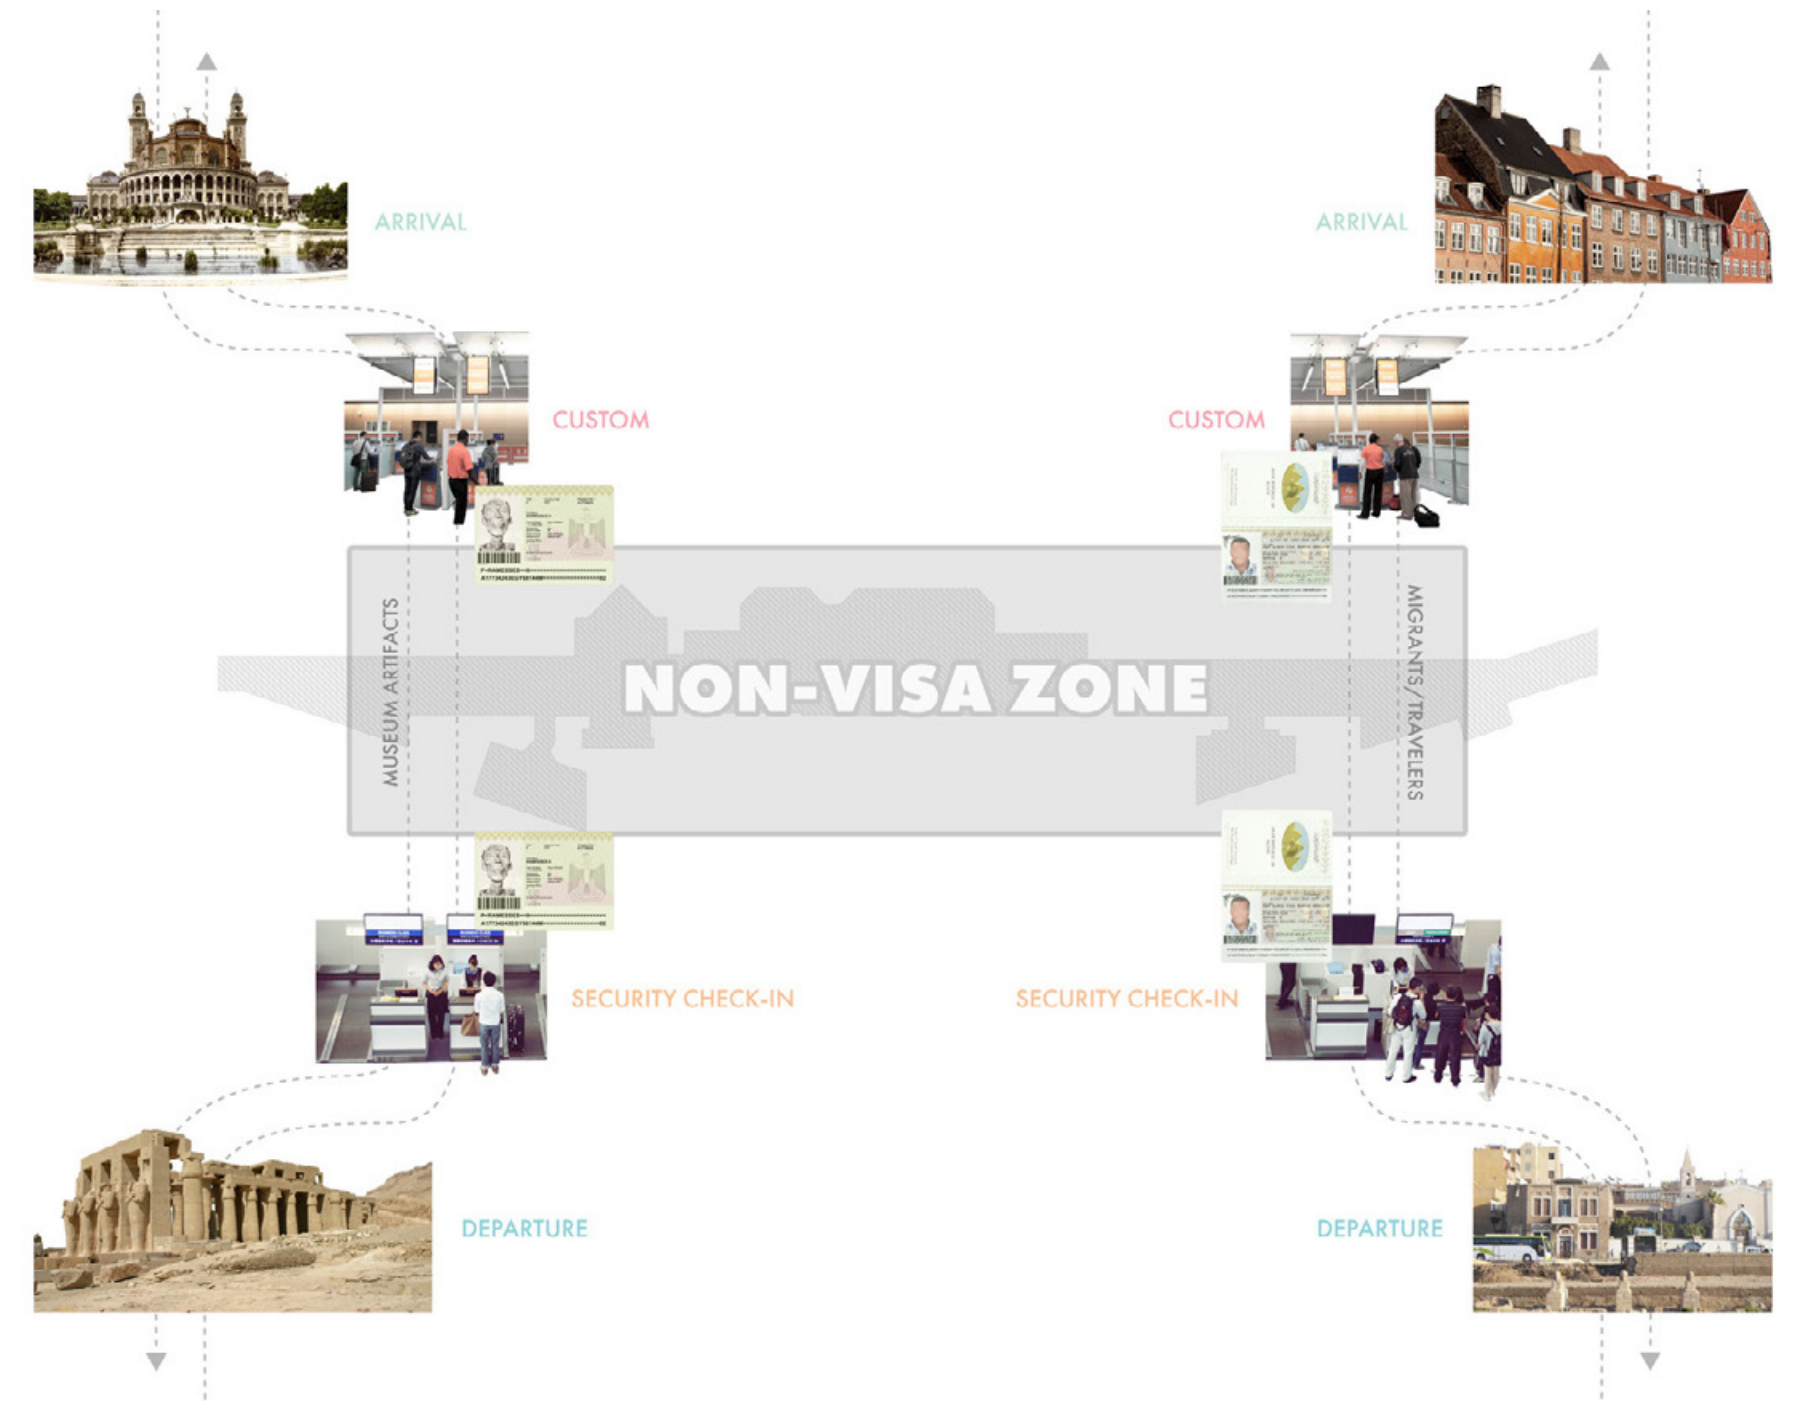 ARRIVAL
ARRIVAL
CUSTOM
CUSTOM
MUSEUM ARTIFACTS
NON-VISA ZONE
MIGRANTS/TRAVELERS
SECURITY CHECK-IN
SECURITY CHECK-IN
DEPARTURE
DEPARTURE